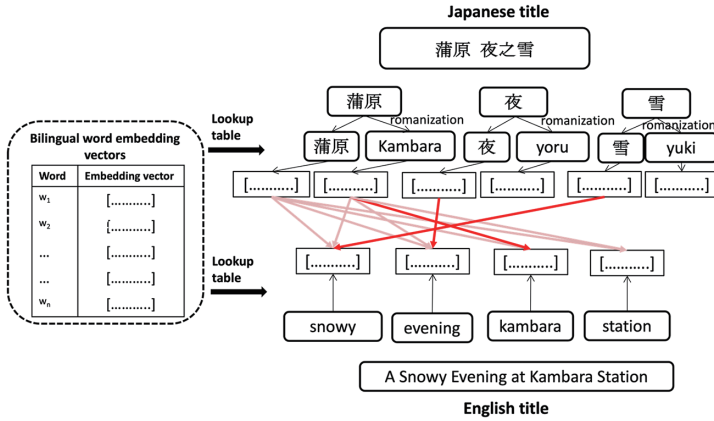 Japanese title
蒲原 夜之雪
蒲原
夜
雪
romanization
romanization
romanization
蒲原
Kambara
夜
yoru
雪
yuki
Lookup
table
[...........]
[...........]
[...........]
[...........]
[...........]
[...........]
Bilingual word embedding
vectors
Word
Embedding vector
w1
[...........]
w2
[...........]
...
[...........]
...
[...........]
wn
[...........]
Lookup
table
[...........]
[...........]
[...........]
[...........]
snowy
evening
kambara
station
A Snowy Evening at Kambara Station
English title